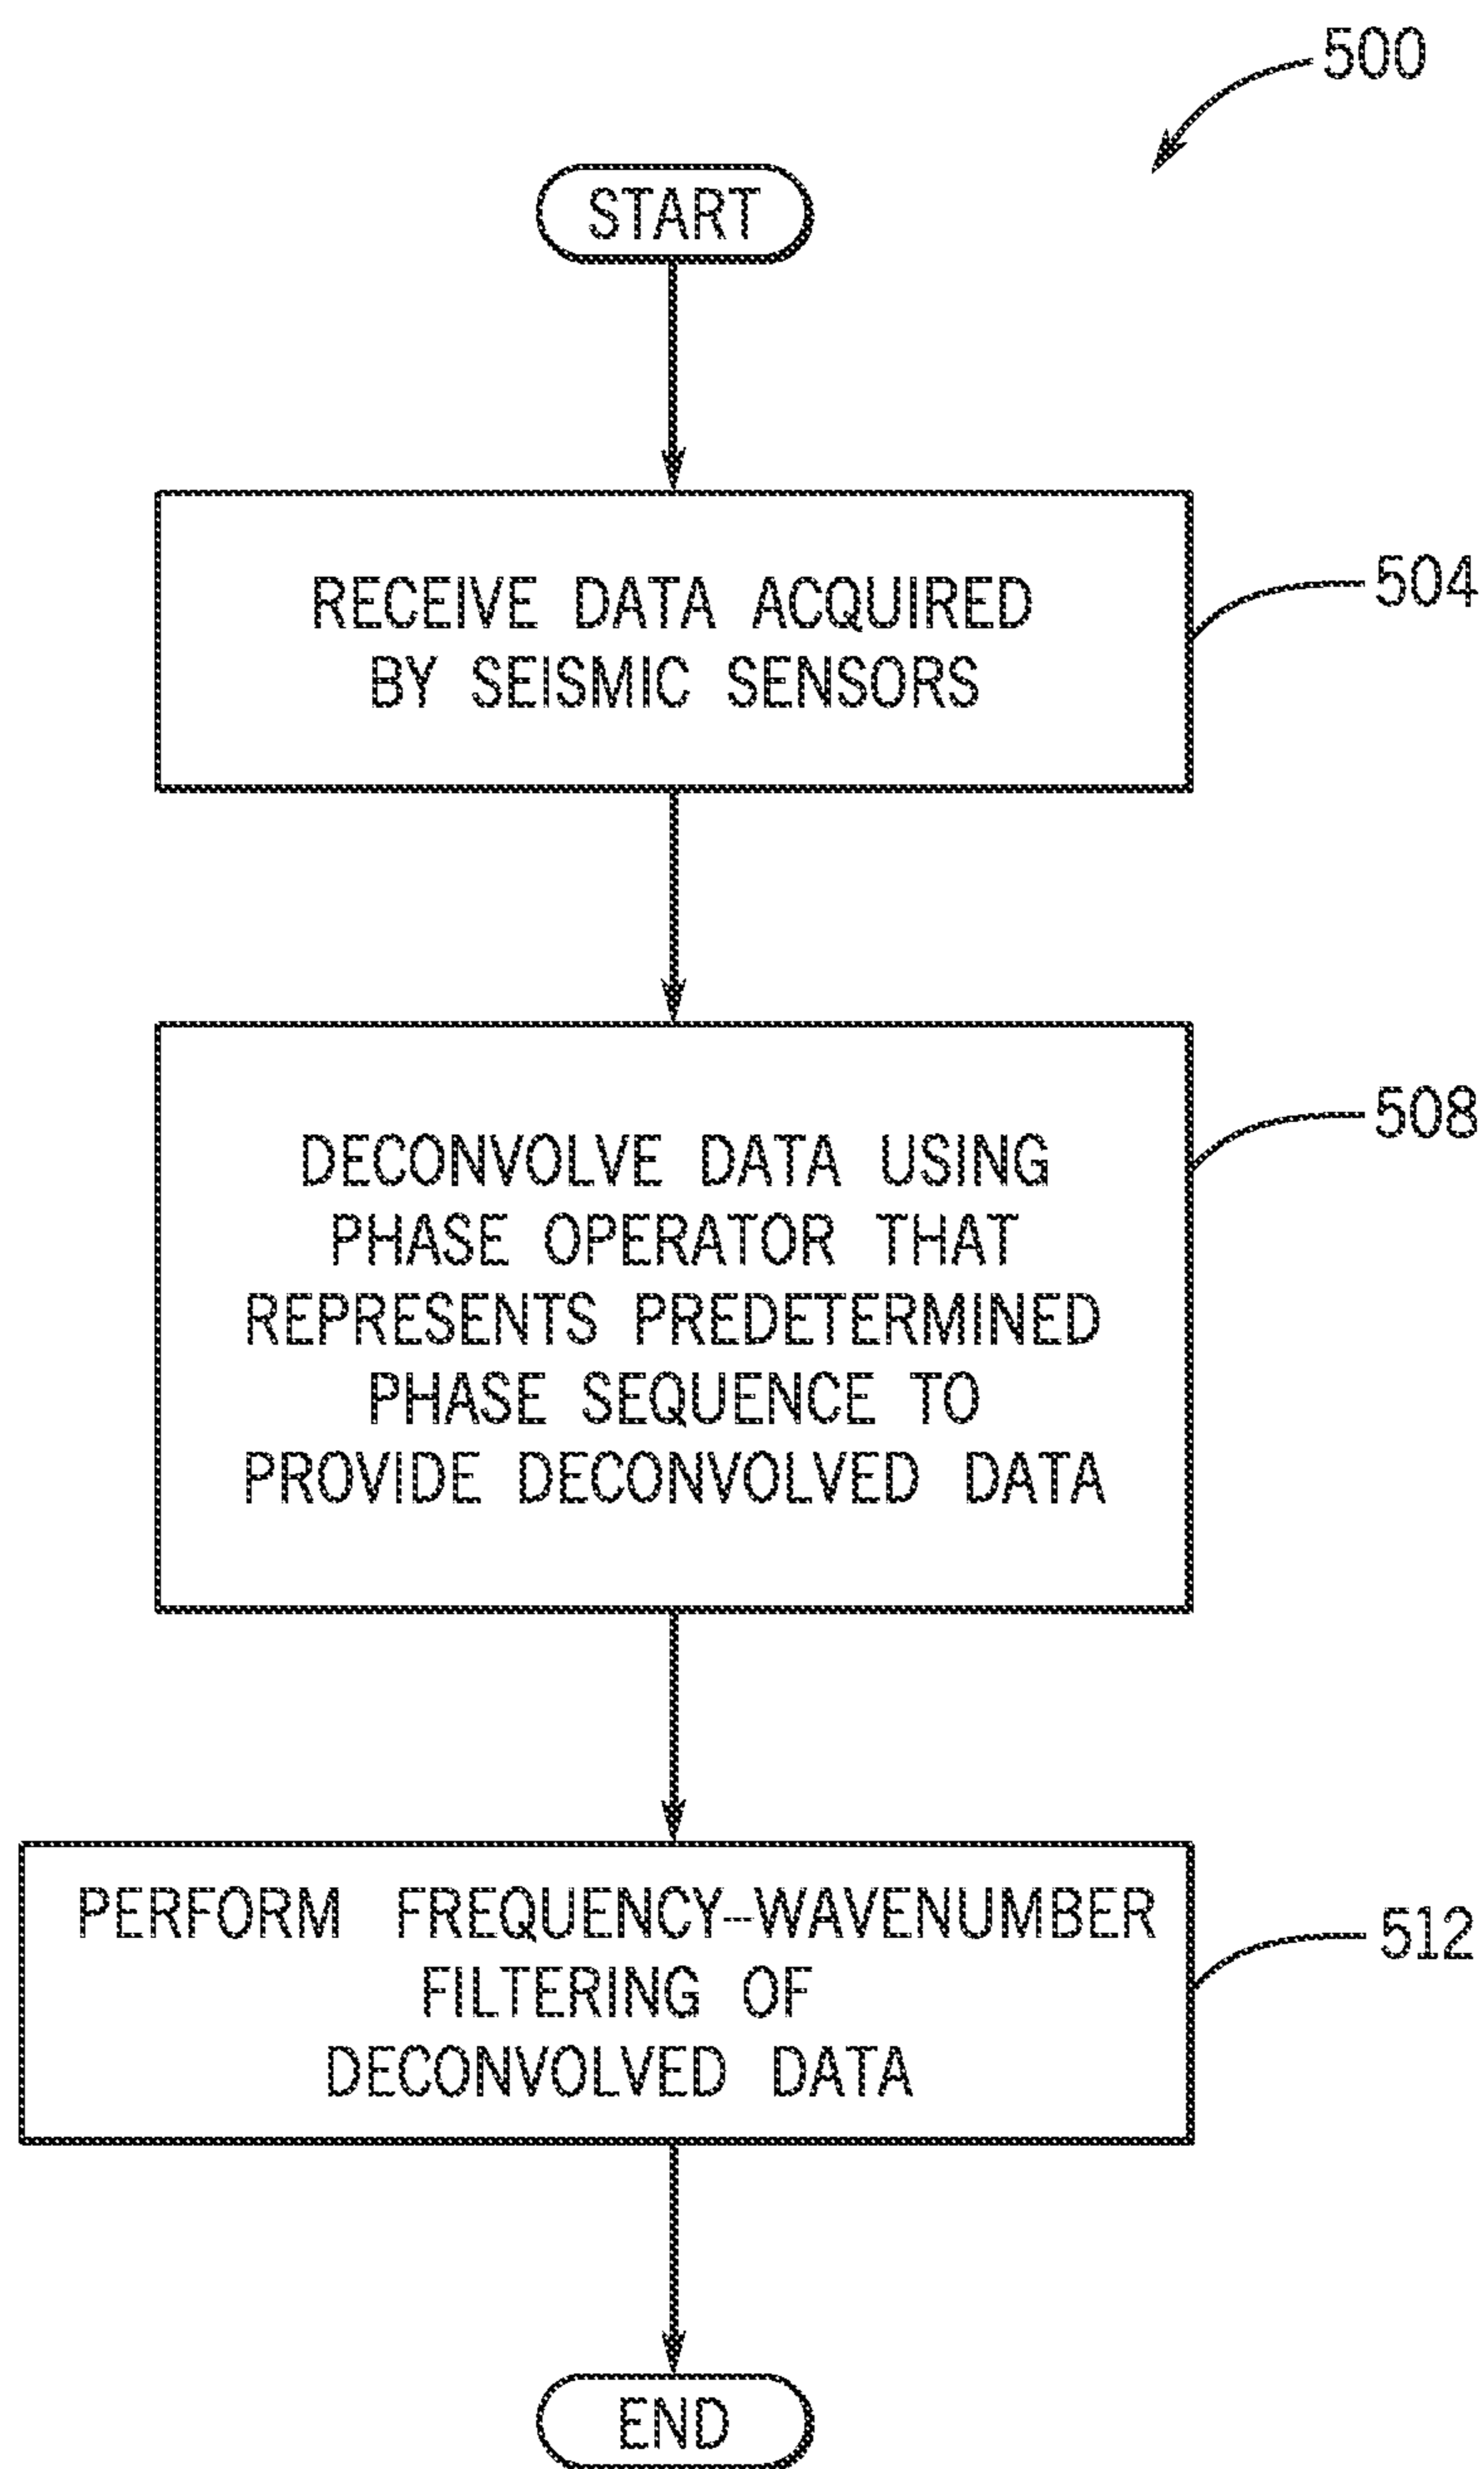 500
START
RECEIVE DATA ACQUIRED
BY SEISMIC SENSORS
504
DECONVOLVE DATA USING
PHASE OPERATOR THAT
REPRESENTS PREDETERMINED
PHASE SEQUENCE TO
PROVIDE DECONVOLVED DATA
508
PERFORM FREQUENCY--WAVENUMBER
FILTERING OF
DECONVOLVED DATA
512
END